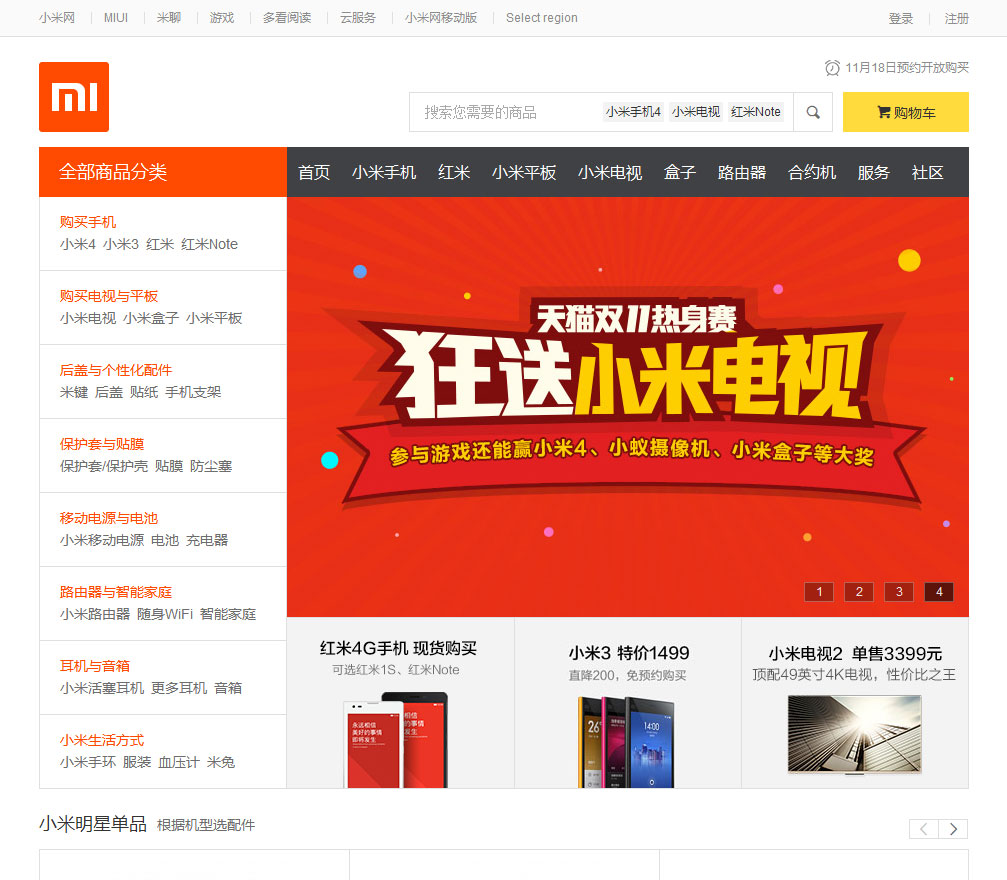 小米网 MIUI 米聊 游戏 多看阅读 云服务 小米网移动版 Select region 登录 注册
11月18日预约开放购买
mi
搜索您需要的商品 小米手机4 小米电视 红米Note 购物车
全部商品分类 首页 小米手机 红米 小米平板 小米电视 盒子 路由器 合约机 服务 社区
购买手机
小米4 小米3 红米 红米Note
购买电视与平板
小米电视 小米盒子 小米平板
后盖与个性化配件
米键 后盖 贴纸 手机支架
保护套与贴膜
保护套/保护壳 贴膜 防尘塞
移动电源与电池
小米移动电源 电池 充电器
路由器与智能家庭
小米路由器 随身WiFi 智能家庭
耳机与音箱
小米活塞耳机 更多耳机 音箱
小米生活方式
小米手环 服装 血压计 米兔
天猫双11热身赛
狂送小米电视
参与游戏还能赢小米4、小蚁摄像机、小米盒子等大奖
1 2 3 4
红米4G手机 现货购买
可选红米1S、红米Note
永远相信
美好的事情
即将发生
小米3 特价1499
直降200，免预约购买
26°
14:00
小米电视2 单售3399元
顶配49英寸4K电视，性价比之王
小米明星单品 根据机型选配件